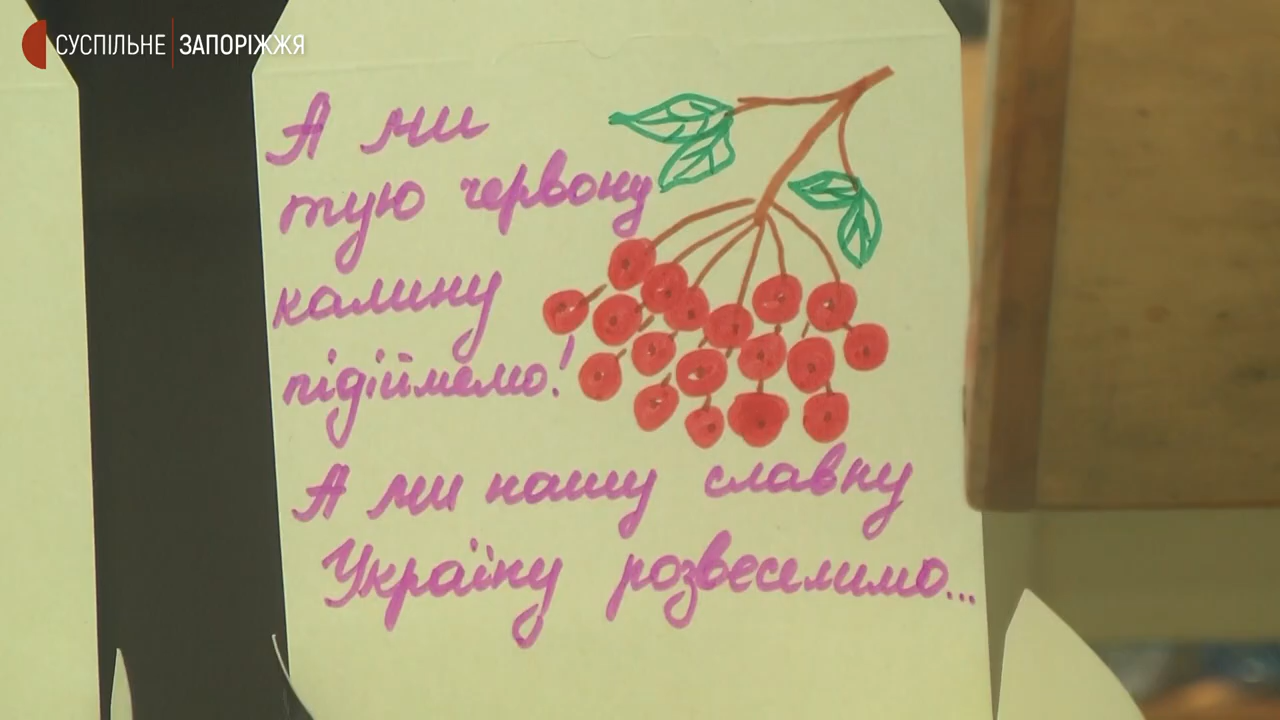 СУСПІЛЬНЕ ЗАПОРІЖЖЯ
А ми
тую червону
калину
підіймемо!
А ми нашу славну
Україну розвеселимо...